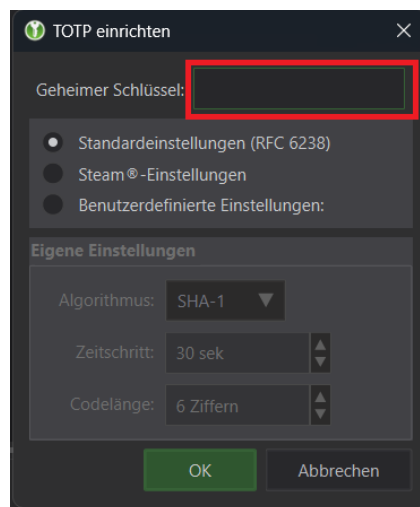 TOTP einrichten
Geheimer Schlüssel:
Standardeinstellungen (RFC 6238)
Steam®-Einstellungen
Benutzerdefinierte Einstellungen:
Eigene Einstellungen
Algorithmus: SHA-1
Zeitschritt: 30 sek
Codelänge: 6 Ziffern
OK Abbrechen